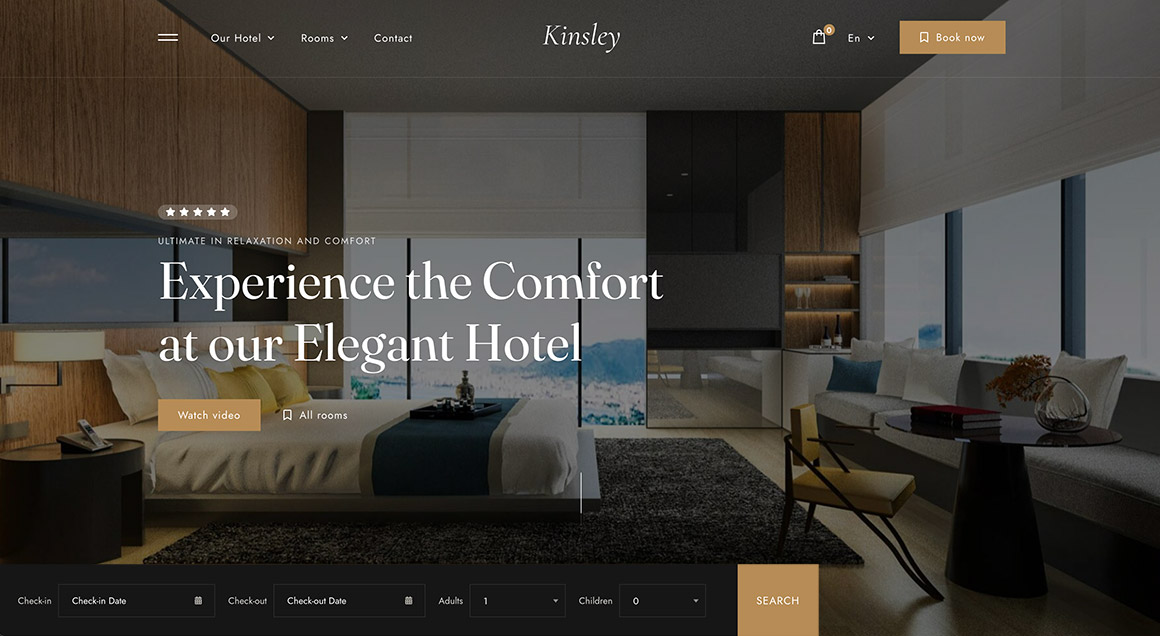 Our Hotel
Rooms
Contact
Kinsley
0
En
Book now
ULTIMATE IN RELAXATION AND COMFORT
Experience the Comfort
at our Elegant Hotel
Watch video
All rooms
Check-in
Check-in Date
Check-out
Check-out Date
Adults
1
Children
0
SEARCH